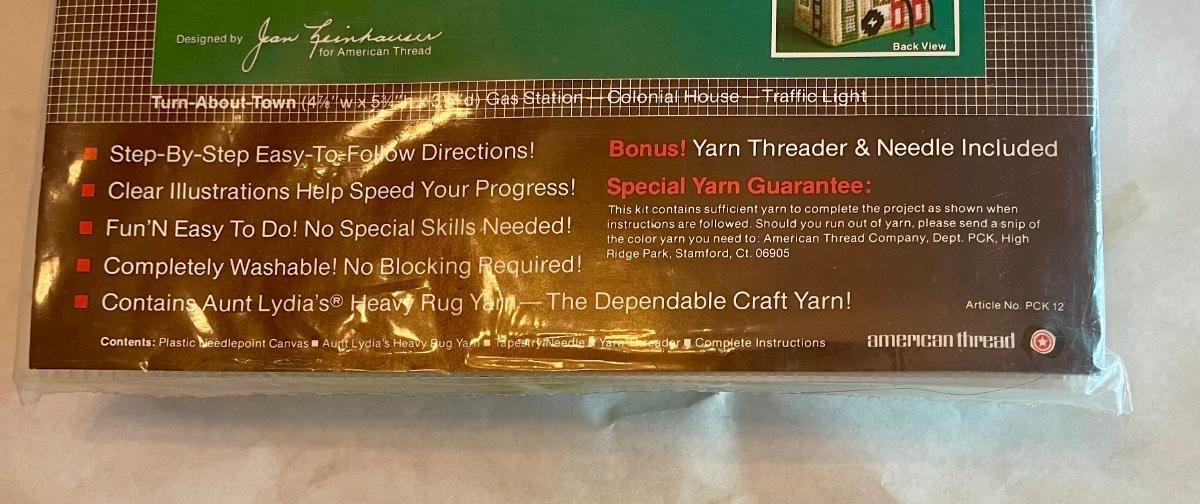 Designed by Jean Leinhauser
for American Thread
Back View
Turn-About-Town (4⅞" w x 5¾" h x d) Gas Station — Colonial House — Traffic Light
Step-By-Step Easy-To-Follow Directions!
Clear Illustrations Help Speed Your Progress!
Fun'N Easy To Do! No Special Skills Needed!
Completely Washable! No Blocking Required!
Contains Aunt Lydia's® Heavy Rug Yarn — The Dependable Craft Yarn!
Contents: Plastic Needlepoint Canvas ■ Aunt Lydia's Heavy Rug Yarn ■ Tapestry Needle & Yarn Threader ■ Complete Instructions
Bonus! Yarn Threader & Needle Included
Special Yarn Guarantee:
This kit contains sufficient yarn to complete the project as shown when
instructions are followed. Should you run out of yarn, please send a snip of
the color yarn you need to: American Thread Company, Dept. PCK, High
Ridge Park, Stamford, Ct. 06905
Article No. PCK 12
american thread